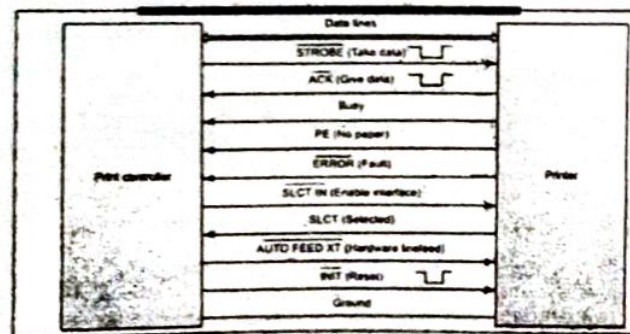 Data lines
STROBE (Take data)
ACK (Give data)
Busy
PE (No paper)
ERROR (Fault)
Print controller
Printer
SLCT IN (Enable interface)
SLCT (Selected)
AUTO FEED XT (Hardware linefeed)
INIT (Reset)
Ground